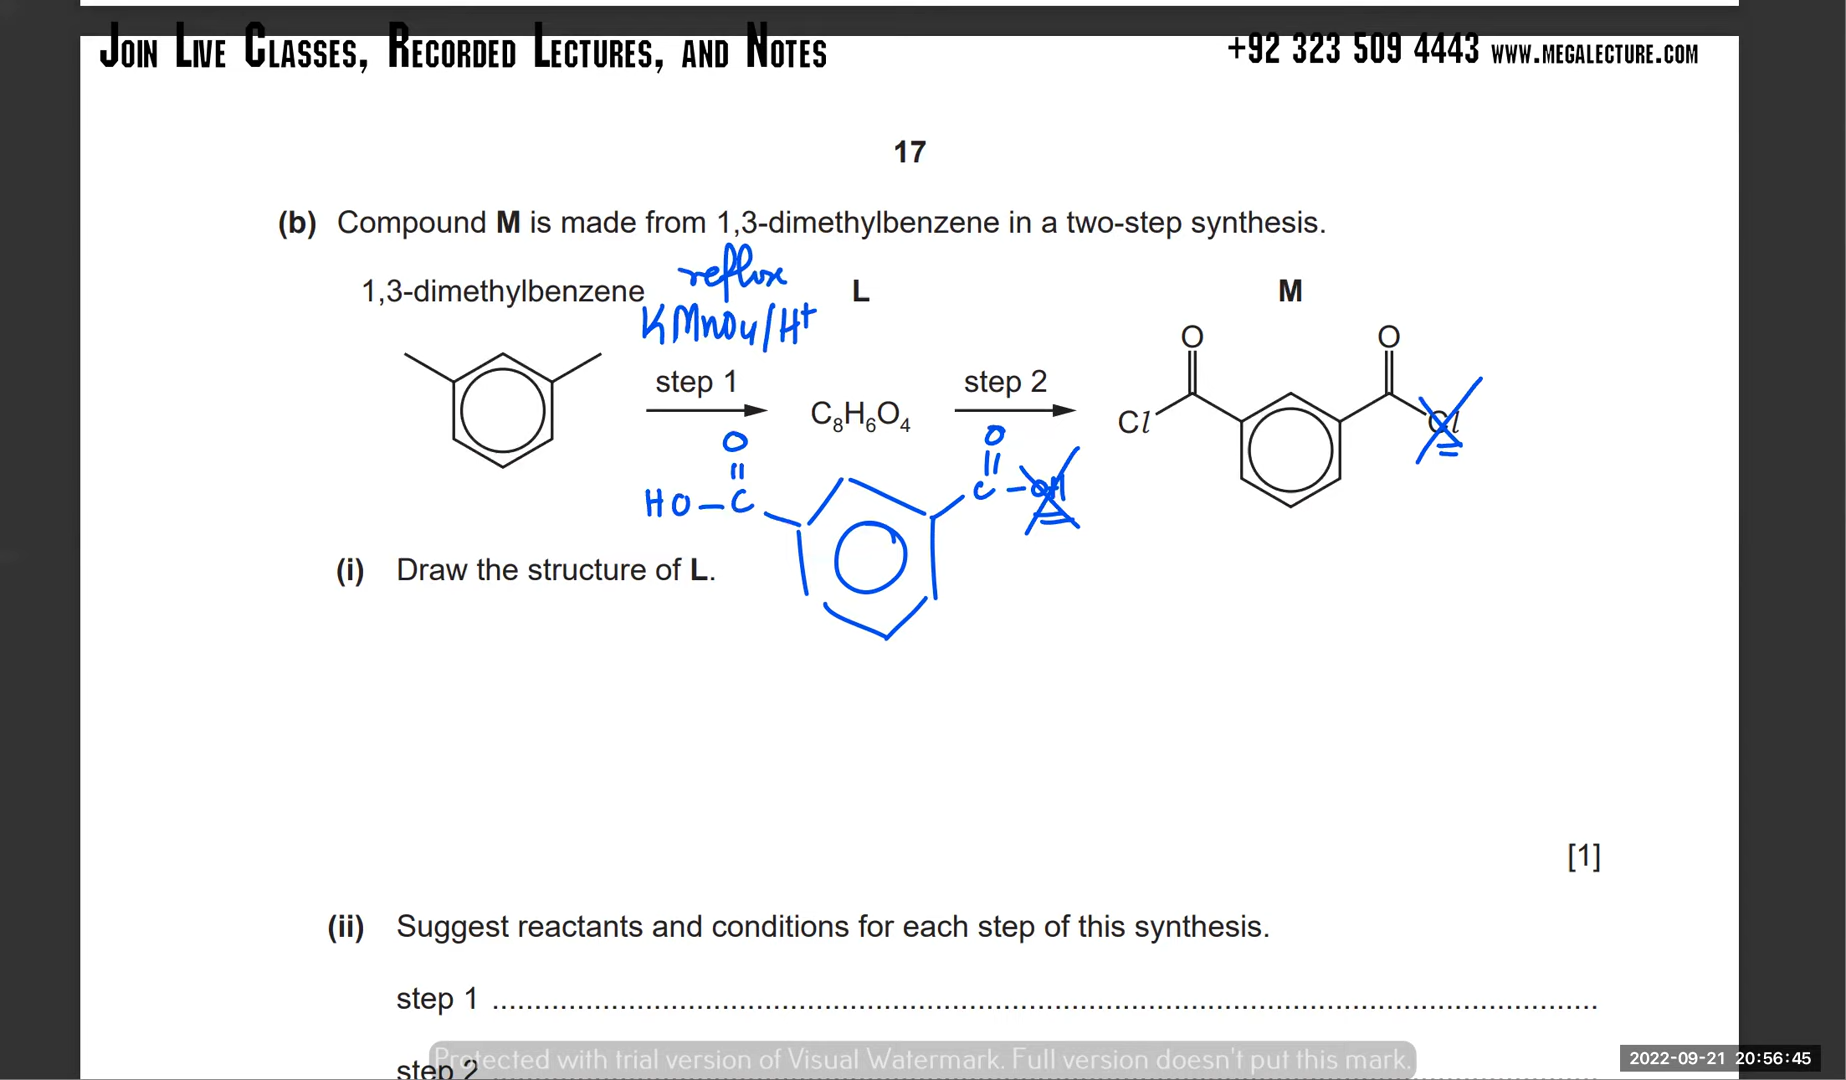 JOIN LIVE CLASSES, RECORDED LECTURES, AND NOTES
+92 323 509 4443 WWW.MEGALECTURE.COM
17
(b) Compound M is made from 1,3-dimethylbenzene in a two-step synthesis.
reflux
1,3-dimethylbenzene L M
KMnO4/H+
O O
step 1 step 2
C8H6O4
Cl Cl
O O
HO–C C–OH
(i) Draw the structure of L.
[1]
(ii) Suggest reactants and conditions for each step of this synthesis.
step 1
step 2
Protected with trial version of Visual Watermark. Full version doesn't put this mark.
2022-09-21 20:56:45